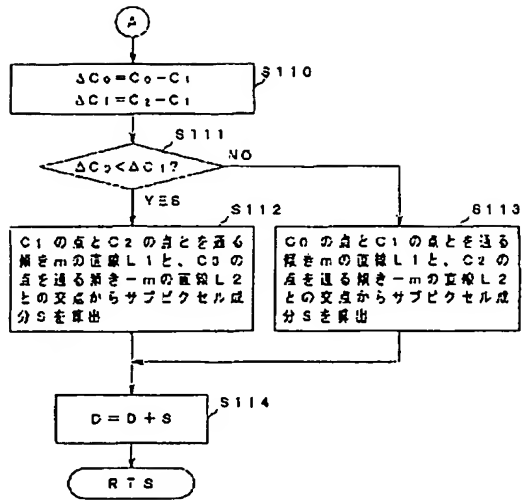 A
ΔC0=C0-C1
ΔC1=C2-C1
S110
S111
ΔC0<ΔC1?
NO
YES
S112
C1の点とC2の点とを通る
傾きmの直線L1と、C0の
点を通る傾き-mの直線L2
との交点からサブピクセル成
分Sを算出
S113
C0の点とC1の点とを通る
傾きmの直線L1と、C2の
点を通る傾き-mの直線L2
との交点からサブピクセル成
分Sを算出
D=D+S
S114
RTS